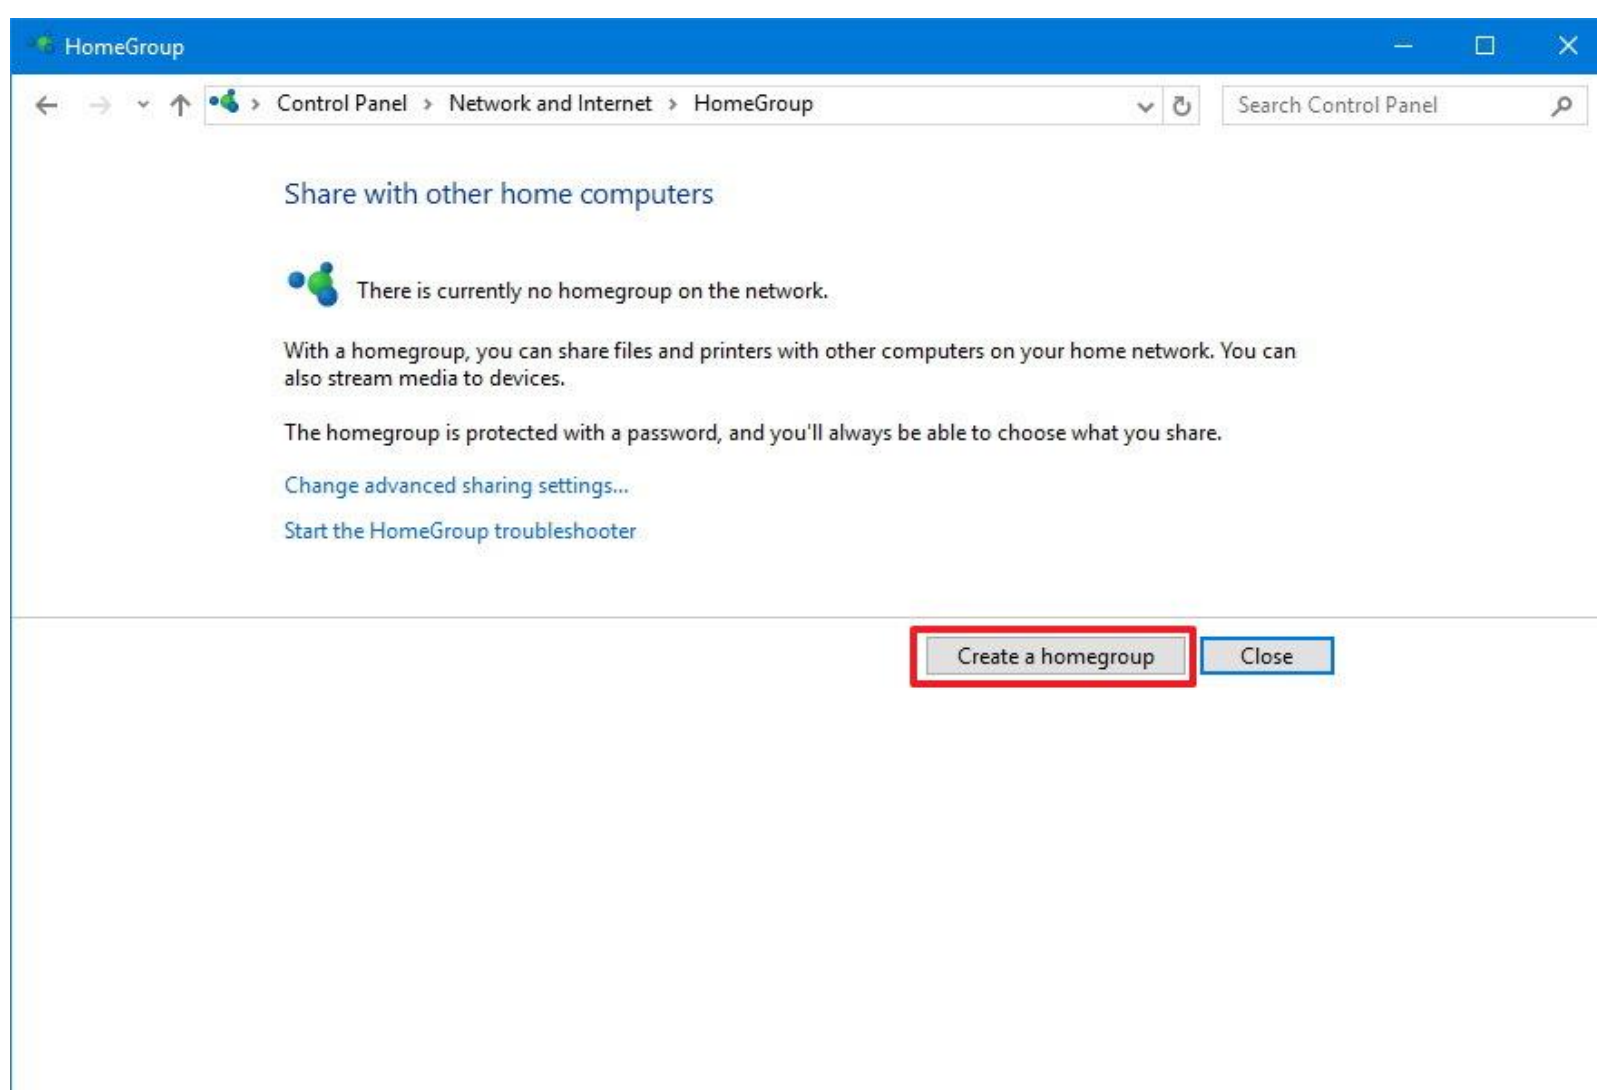 HomeGroup
Control Panel > Network and Internet > HomeGroup
Search Control Panel
Share with other home computers
There is currently no homegroup on the network.
With a homegroup, you can share files and printers with other computers on your home network. You can
also stream media to devices.
The homegroup is protected with a password, and you'll always be able to choose what you share.
Change advanced sharing settings...
Start the HomeGroup troubleshooter
Create a homegroup
Close